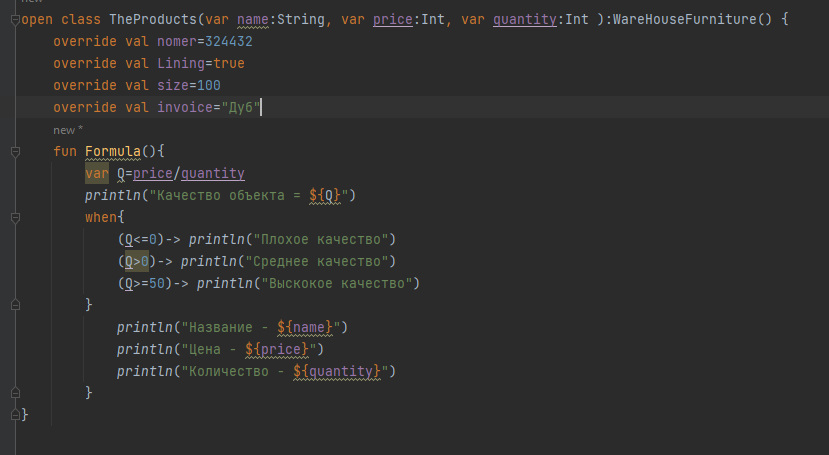 new
open class TheProducts(var name:String, var price:Int, var quantity:Int ):WareHouseFurniture() {
override val nomer=324432
override val Lining=true
override val size=100
override val invoice="Дуб"
new *
fun Formula(){
var Q=price/quantity
println("Качество объекта = ${Q}")
when{
(Q<=0)-> println("Плохое качество")
(Q>0)-> println("Среднее качество")
(Q>=50)-> println("Выскокое качество")
}
println("Название - ${name}")
println("Цена - ${price}")
println("Количество - ${quantity}")
}
}